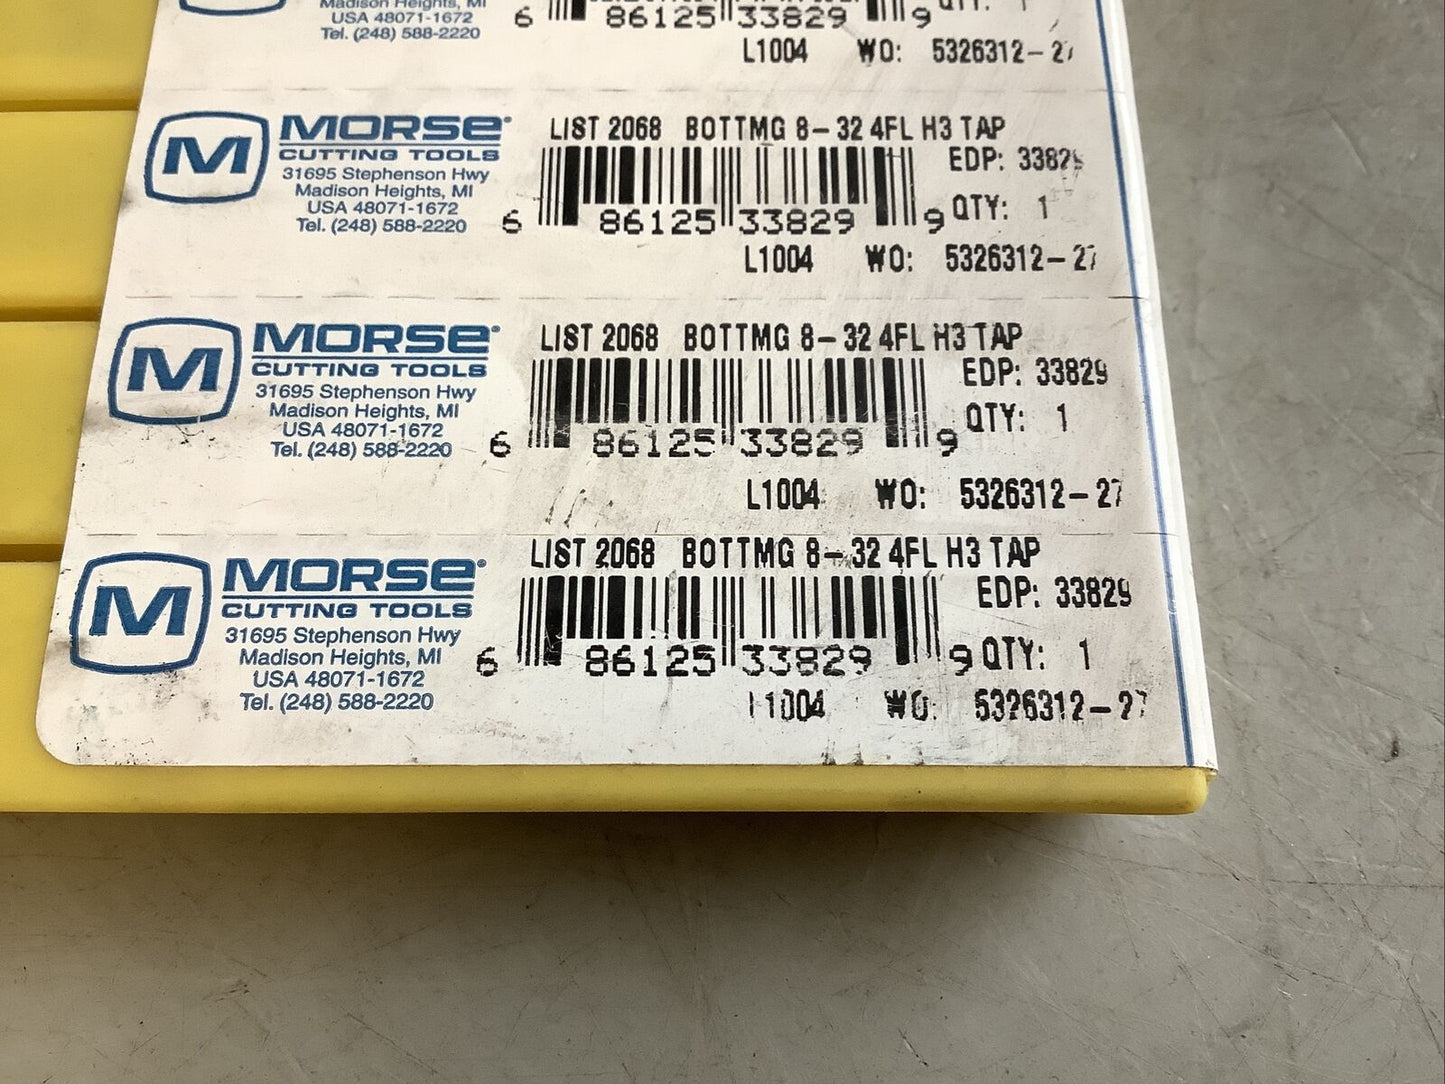 Madison Heights, MI
USA 48071-1672
Tel. (248) 588-2220
6 86125 33829 9
QTY: 1
L1004 WO: 5326312-27
M MORSE
CUTTING TOOLS
31695 Stephenson Hwy
Madison Heights, MI
USA 48071-1672
Tel. (248) 588-2220
LIST 2068 BOTTMG 8-32 4FL H3 TAP
EDP: 33829
6 86125 33829 9
QTY: 1
L1004 WO: 5326312-27
M MORSE
CUTTING TOOLS
31695 Stephenson Hwy
Madison Heights, MI
USA 48071-1672
Tel. (248) 588-2220
LIST 2068 BOTTMG 8-32 4FL H3 TAP
EDP: 33829
QTY: 1
6 86125 33829 9
L1004 WO: 5326312-27
M MORSE
CUTTING TOOLS
31695 Stephenson Hwy
Madison Heights, MI
USA 48071-1672
Tel. (248) 588-2220
LIST 2068 BOTTMG 8-32 4FL H3 TAP
EDP: 33829
6 86125 33829 9
QTY: 1
L1004 WO: 5326312-27